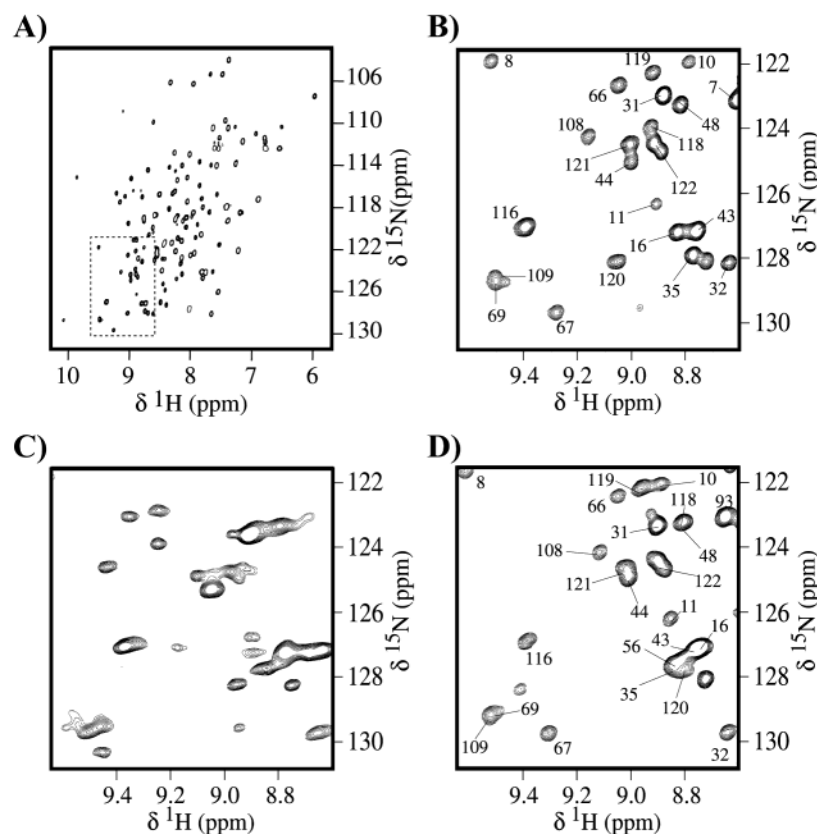 A)
106
110
114
118
122
126
130
δ 15N(ppm)
10 9 8 7 6
δ 1H (ppm)
B)
8 119 10
66 31 48 7
108 118
121 44 122
11
116 16 43
120 35 32
109
69 67
122
124
126
128
130
δ 15N (ppm)
9.4 9.2 9.0 8.8
δ 1H (ppm)
C)
122
124
126
128
130
δ 15N (ppm)
9.4 9.2 9.0 8.8
δ 1H (ppm)
D)
8 119 10
66 118 93
31 48
108
121 44 122
11
116 56 43 16
35 120
69
109 67 32
122
124
126
128
130
δ 15N (ppm)
9.4 9.2 9.0 8.8
δ 1H (ppm)